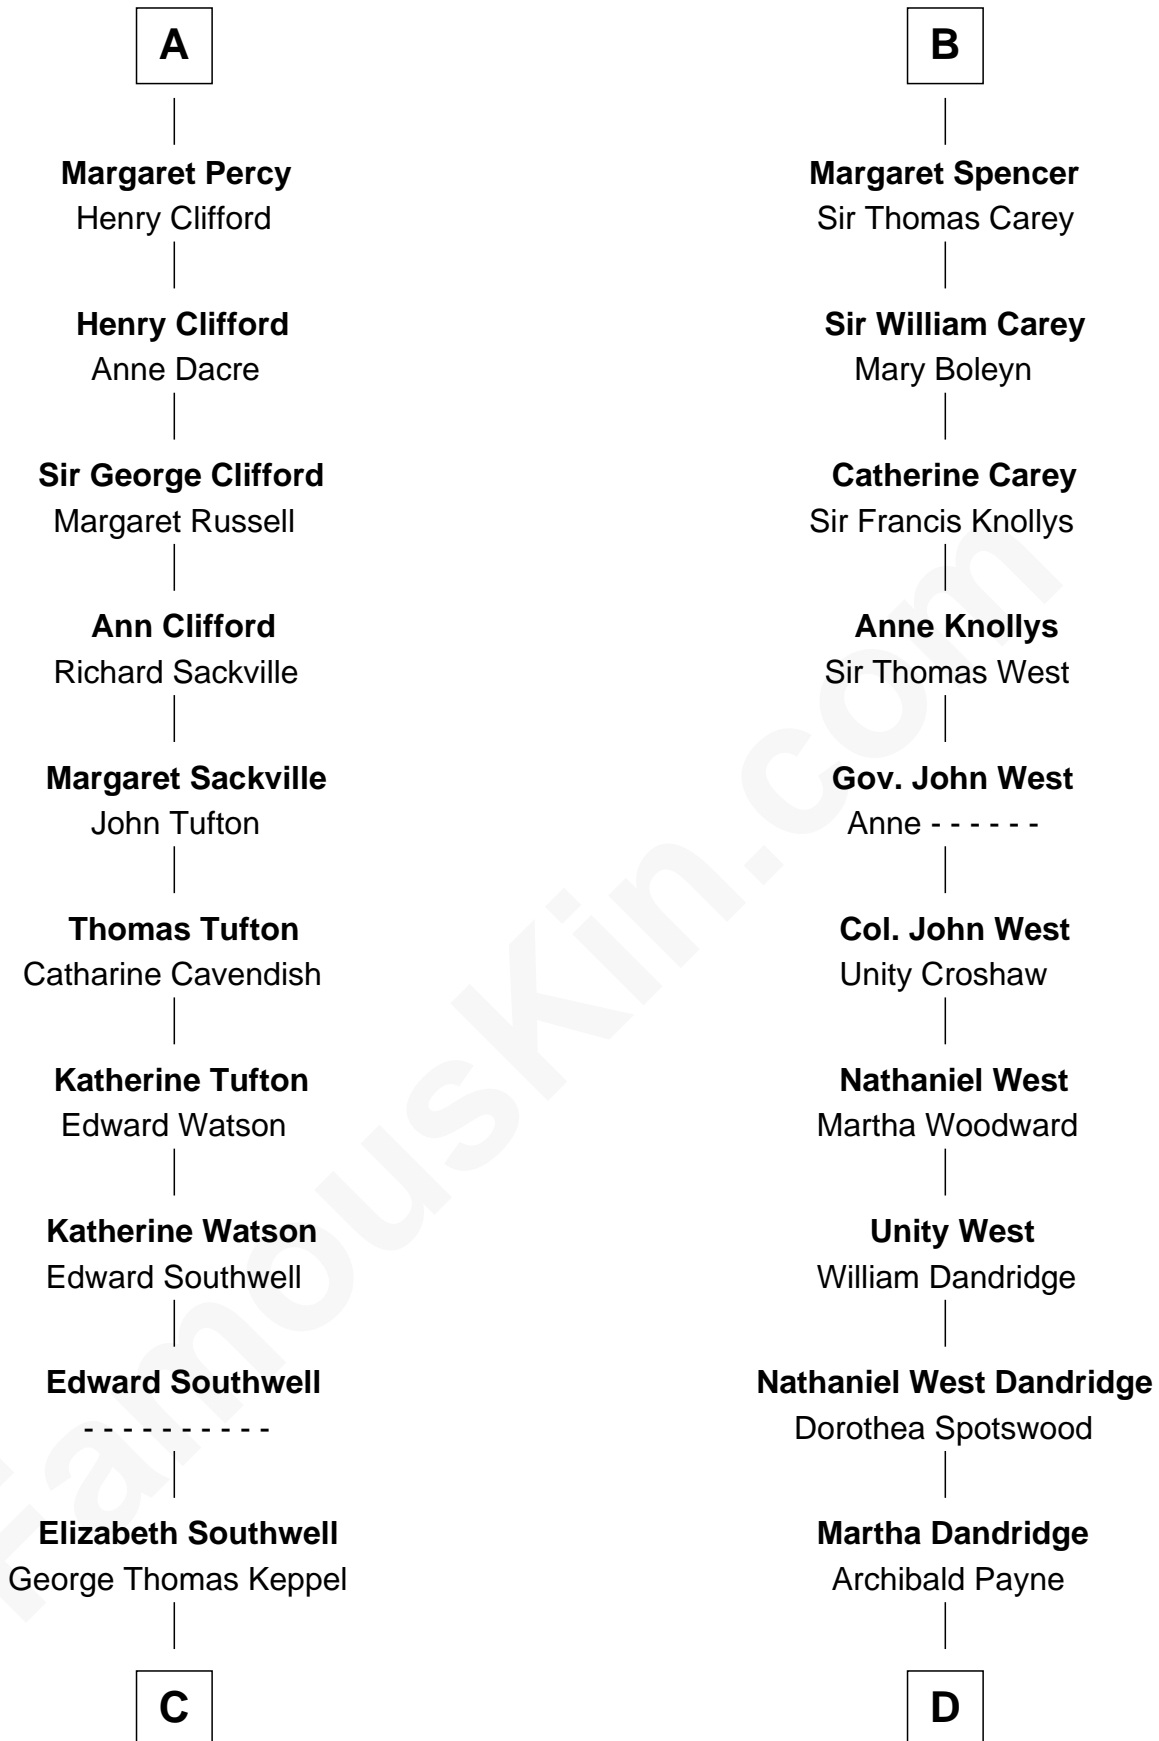 A
Margaret Percy
Henry Clifford
Henry Clifford
Anne Dacre
Sir George Clifford
Margaret Russell
Ann Clifford
Richard Sackville
Margaret Sackville
John Tufton
Thomas Tufton
Catharine Cavendish
Katherine Tufton
Edward Watson
Katherine Watson
Edward Southwell
Edward Southwell
- - - - - - - - - -
Elizabeth Southwell
George Thomas Keppel
C
B
Margaret Spencer
Sir Thomas Carey
Sir William Carey
Mary Boleyn
Catherine Carey
Sir Francis Knollys
Anne Knollys
Sir Thomas West
Gov. John West
Anne - - - - - -
Col. John West
Unity Croshaw
Nathaniel West
Martha Woodward
Unity West
William Dandridge
Nathaniel West Dandridge
Dorothea Spotswood
Martha Dandridge
Archibald Payne
D
FamousKin.com